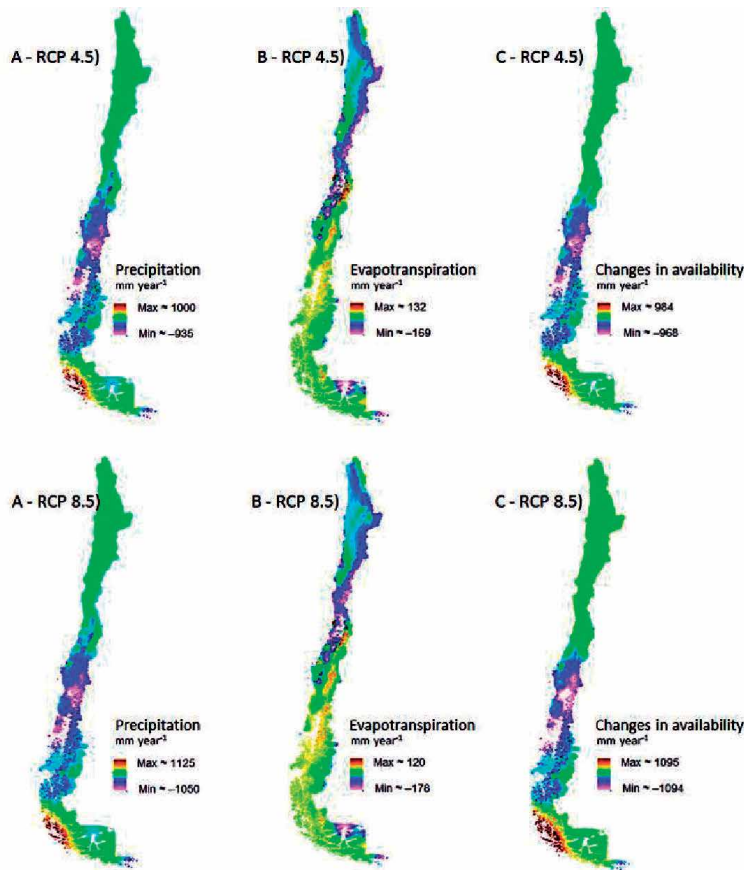 A - RCP 4.5)
B - RCP 4.5)
C - RCP 4.5)
Precipitation
mm year⁻¹
Max ≈ 1000
Min ≈ –935
Evapotranspiration
mm year⁻¹
Max ≈ 132
Min ≈ –169
Changes in availability
mm year⁻¹
Max ≈ 984
Min ≈ –968
A - RCP 8.5)
B - RCP 8.5)
C - RCP 8.5)
Precipitation
mm year⁻¹
Max ≈ 1125
Min ≈ –1050
Evapotranspiration
mm year⁻¹
Max ≈ 120
Min ≈ –178
Changes in availability
mm year⁻¹
Max ≈ 1095
Min ≈ –1094